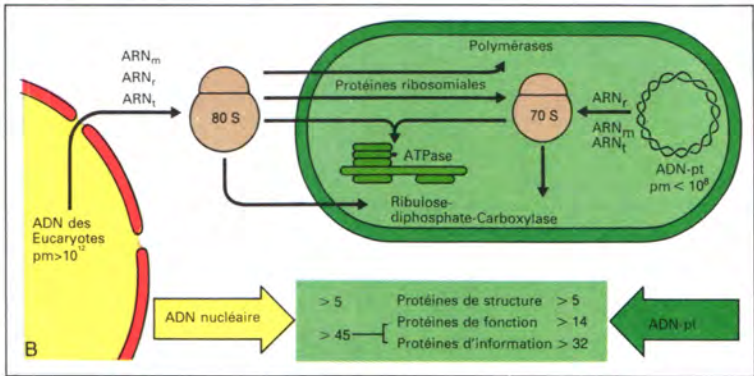 ARNm
ARNr
ARNt
80 S
Polymérases
Protéines ribosomiales
70 S
ARNr
ARNm
ARNt
ADN-pt
pm < 10⁸
ATPase
Ribulose-
diphosphate-Carboxylase
ADN des
Eucaryotes
pm>10¹²
B
ADN nucléaire
> 5 Protéines de structure > 5
> 45 Protéines de fonction > 14
Protéines d'information > 32
ADN-pt